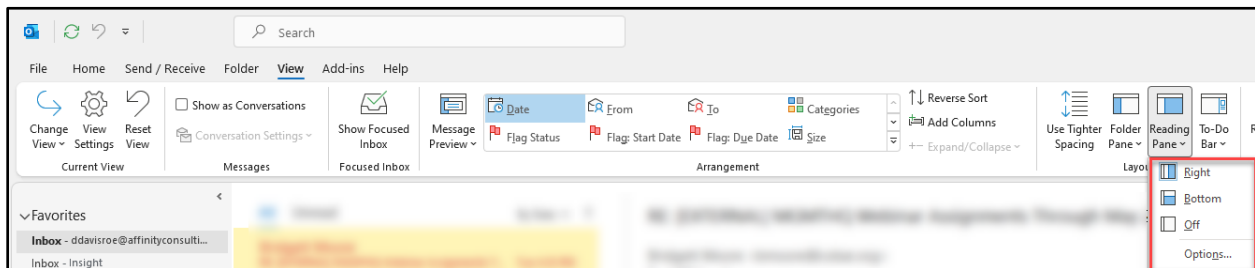 Search
File Home Send / Receive Folder View Add-ins Help
Change View
View Settings
Reset View
Current View
Show as Conversations
Conversation Settings
Messages
Show Focused Inbox
Focused Inbox
Message Preview
Date From To Categories
Flag Status Flag: Start Date Flag: Due Date Size
Reverse Sort
Add Columns
Expand/Collapse
Arrangement
Use Tighter Spacing
Folder Pane
Reading Pane
To-Do Bar
Layou
Right
Bottom
Off
Options...
Favorites
Inbox - ddavisroe@affinityconsulti...
Inbox - Insight